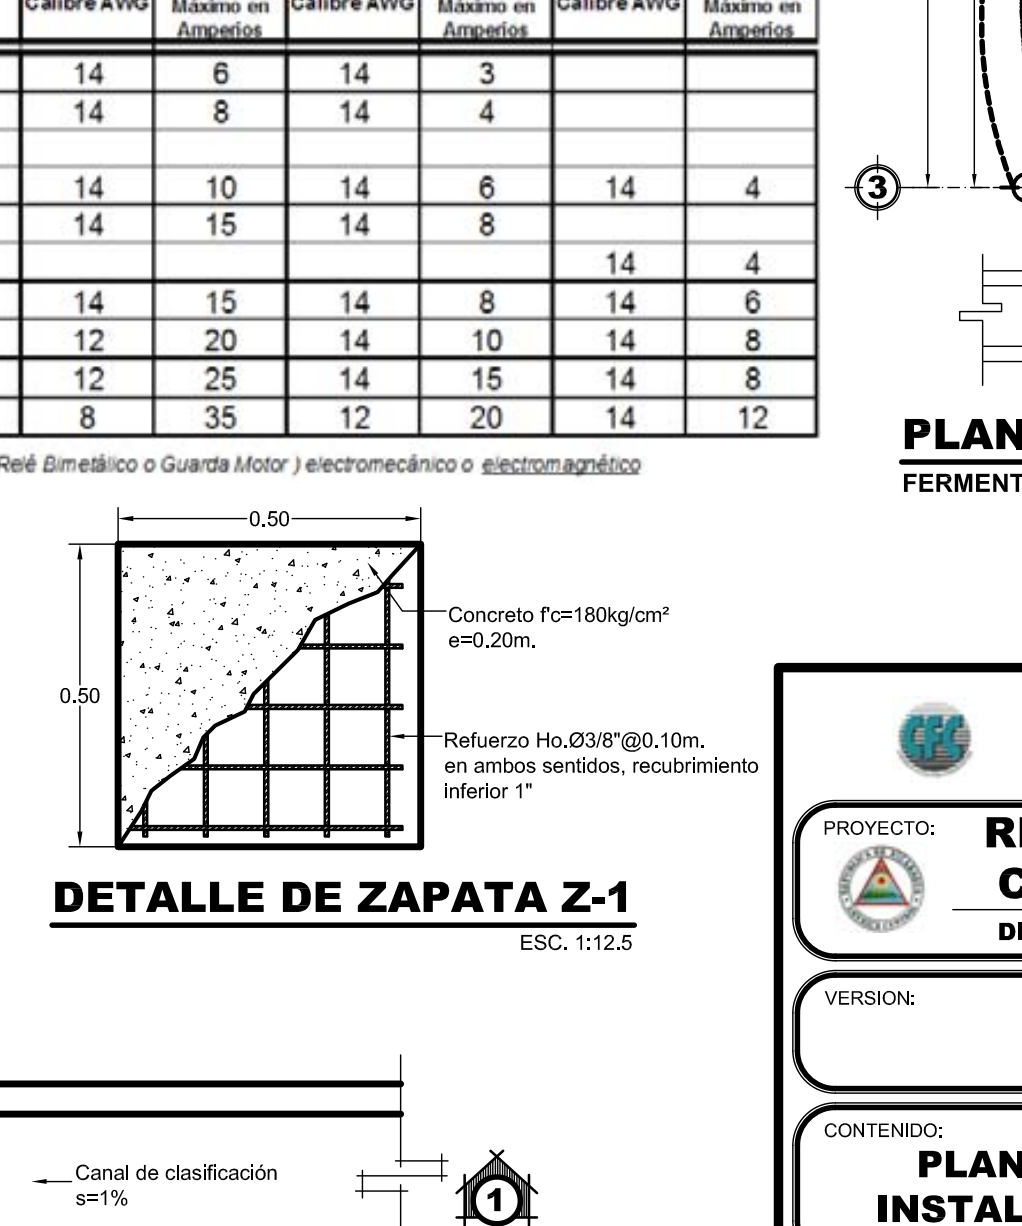 Calibre AWG Máximo en Amperios Calibre AWG Máximo en Amperios Calibre AWG Máximo en Amperios
14 6 14 3
14 8 14 4
14 10 14 6 14 4
14 15 14 8
14 4
14 15 14 8 14 6
12 20 14 10 14 8
12 25 14 15 14 8
8 35 12 20 14 12
Relé Bimetálico o Guarda Motor ) electromecânico o electromagnético
3
PLAN
FERMENT
0.50
0.50
Concreto f'c=180kg/cm²
e=0.20m.
Refuerzo Ho.Ø3/8"@0.10m.
en ambos sentidos, recubrimiento
inferior 1"
DETALLE DE ZAPATA Z-1
ESC. 1:12.5
CFC
PROYECTO:
C
VERSION:
CONTENIDO:
PLAN
INSTAL
Canal de clasificación
s=1%
1